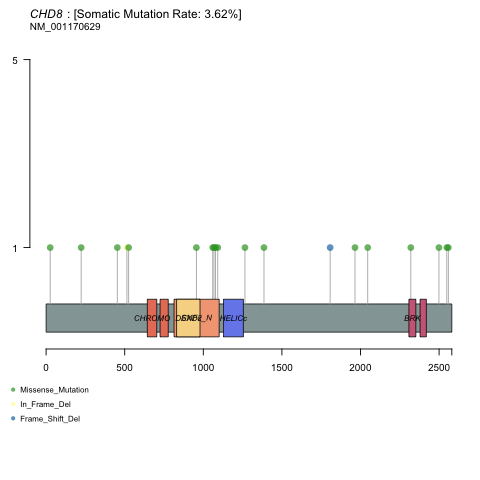 CHD8 : [Somatic Mutation Rate: 3.62%]
NM_001170629
5
1
CHROMO
HELICc
BRK
0 500 1000 1500 2000 2500
Missense_Mutation
In_Frame_Del
Frame_Shift_Del